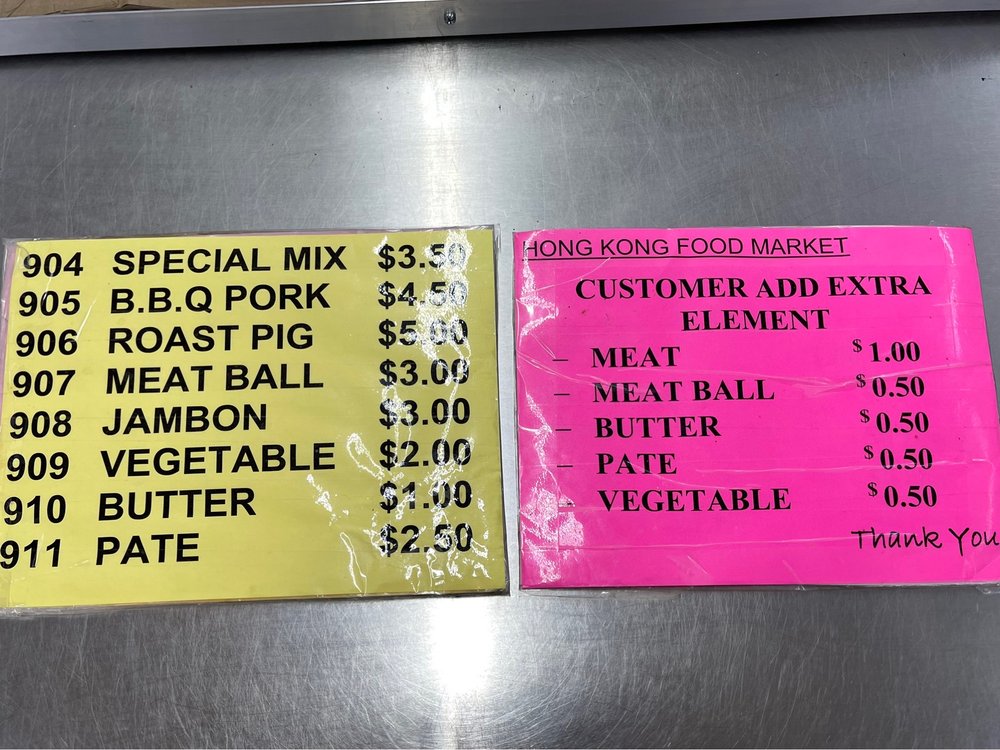 904 SPECIAL MIX $3.50
905 B.B.Q PORK $4.50
906 ROAST PIG $5.00
907 MEAT BALL $3.00
908 JAMBON $3.00
909 VEGETABLE $2.00
910 BUTTER $1.00
911 PATE $2.50
HONG KONG FOOD MARKET
CUSTOMER ADD EXTRA
ELEMENT
– MEAT $1.00
– MEAT BALL $0.50
– BUTTER $0.50
– PATE $0.50
– VEGETABLE $0.50
Thank You